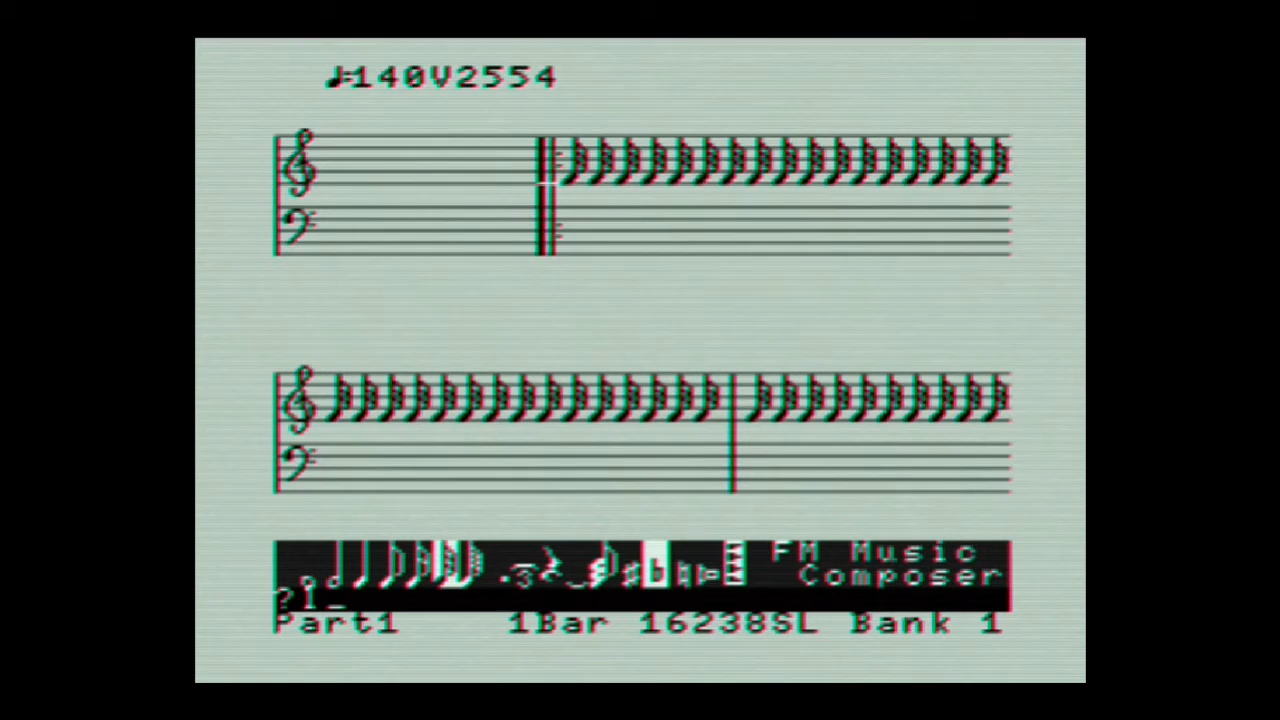 ♩=140V2554
FM Music
Composer
?
Part1 1Bar 16238SL Bank 1